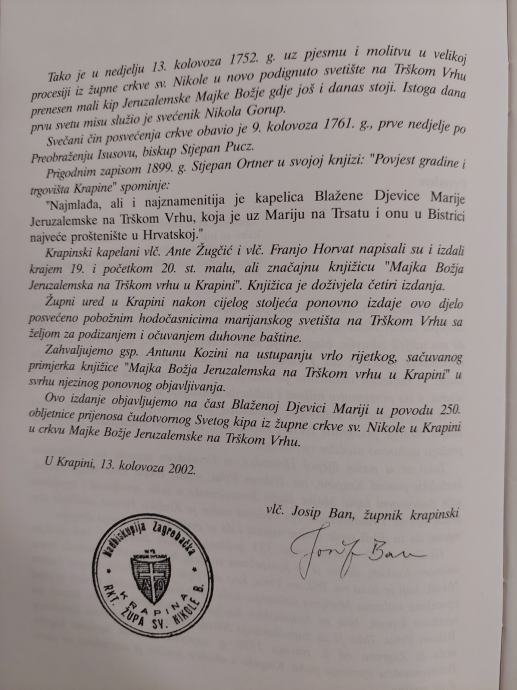 Tako je u nedjelju 13. kolovoza 1752. g. uz pjesmu i molitvu u velikoj
procesiji iz župne crkve sv. Nikole u novo podignuto svetište na Trškom Vrhu
prenesen mali kip Jeruzalemske Majke Božje gdje još i danas stoji. Istoga dana
prvu svetu misu služio je svećenik Nikola Gorup.
Svečani čin posvećenja crkve obavio je 9. kolovoza 1761. g., prve nedjelje po
Preobraženju Isusovu, biskup Stjepan Pucz.
Prigodnim zapisom 1899. g. Stjepan Ortner u svojoj knjizi: "Povjest gradine i
trgovišta Krapine" spominje:
"Najmlađa, ali i najznamenitija je kapelica Blažene Djevice Marije
Jeruzalemske na Trškom Vrhu, koja je uz Mariju na Trsatu i onu u Bistrici
najveće proštenište u Hrvatskoj."
Krapinski kapelani vlč. Ante Žugčić i vlč. Franjo Horvat napisali su i izdali
krajem 19. i početkom 20. st. malu, ali značajnu knjižicu "Majka Božja
Jeruzalemska na Trškom vrhu u Krapini". Knjižica je doživjela četiri izdanja.
Župni ured u Krapini nakon cijelog stoljeća ponovno izdaje ovo djelo
posvećeno pobožnim hodočasnicima marijanskog svetišta na Trškom Vrhu sa
željom za podizanjem i očuvanjem duhovne baštine.
Zahvaljujemo gsp. Antunu Kozini na ustupanju vrlo rijetkog, sačuvanog
primjerka knjižice "Majka Božja Jeruzalemska na Trškom vrhu u Krapini" u
svrhu njezinog ponovnog objavljivanja.
Ovo izdanje objavljujemo na čast Blaženoj Djevici Mariji u povodu 250.
obljetnice prijenosa čudotvornog Svetog kipa iz župne crkve sv. Nikole u Krapini
u crkvu Majke Božje Jeruzalemske na Trškom Vrhu.
U Krapini, 13. kolovoza 2002.
vlč. Josip Ban, župnik krapinski
Josip Ban
Nadbiskupija Zagrebačka
KRAPINA
RKT. ŽUPA SV. NIKOLE B.